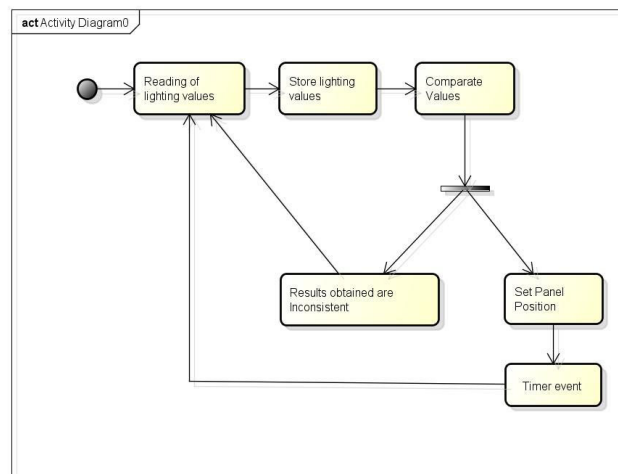 act Activity Diagram0
Reading of
lighting values
Store lighting
values
Comparate
Values
Results obtained are
Inconsistent
Set Panel
Position
Timer event